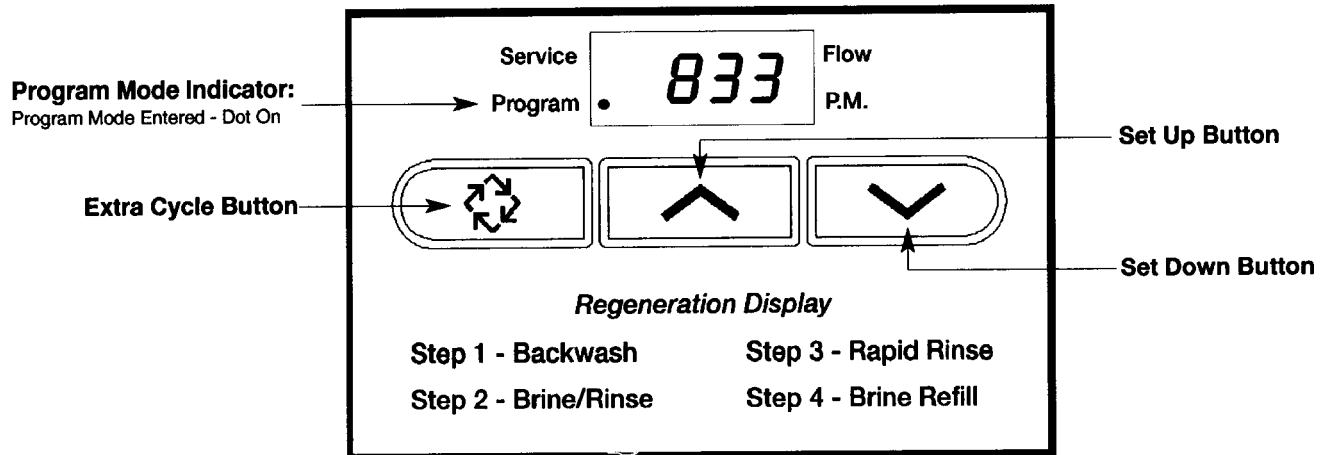 Service
833
Flow
Program Mode Indicator:
Program Mode Entered - Dot On
Program
P.M.
Set Up Button
Extra Cycle Button
Set Down Button
Regeneration Display
Step 1 - Backwash
Step 3 - Rapid Rinse
Step 2 - Brine/Rinse
Step 4 - Brine Refill